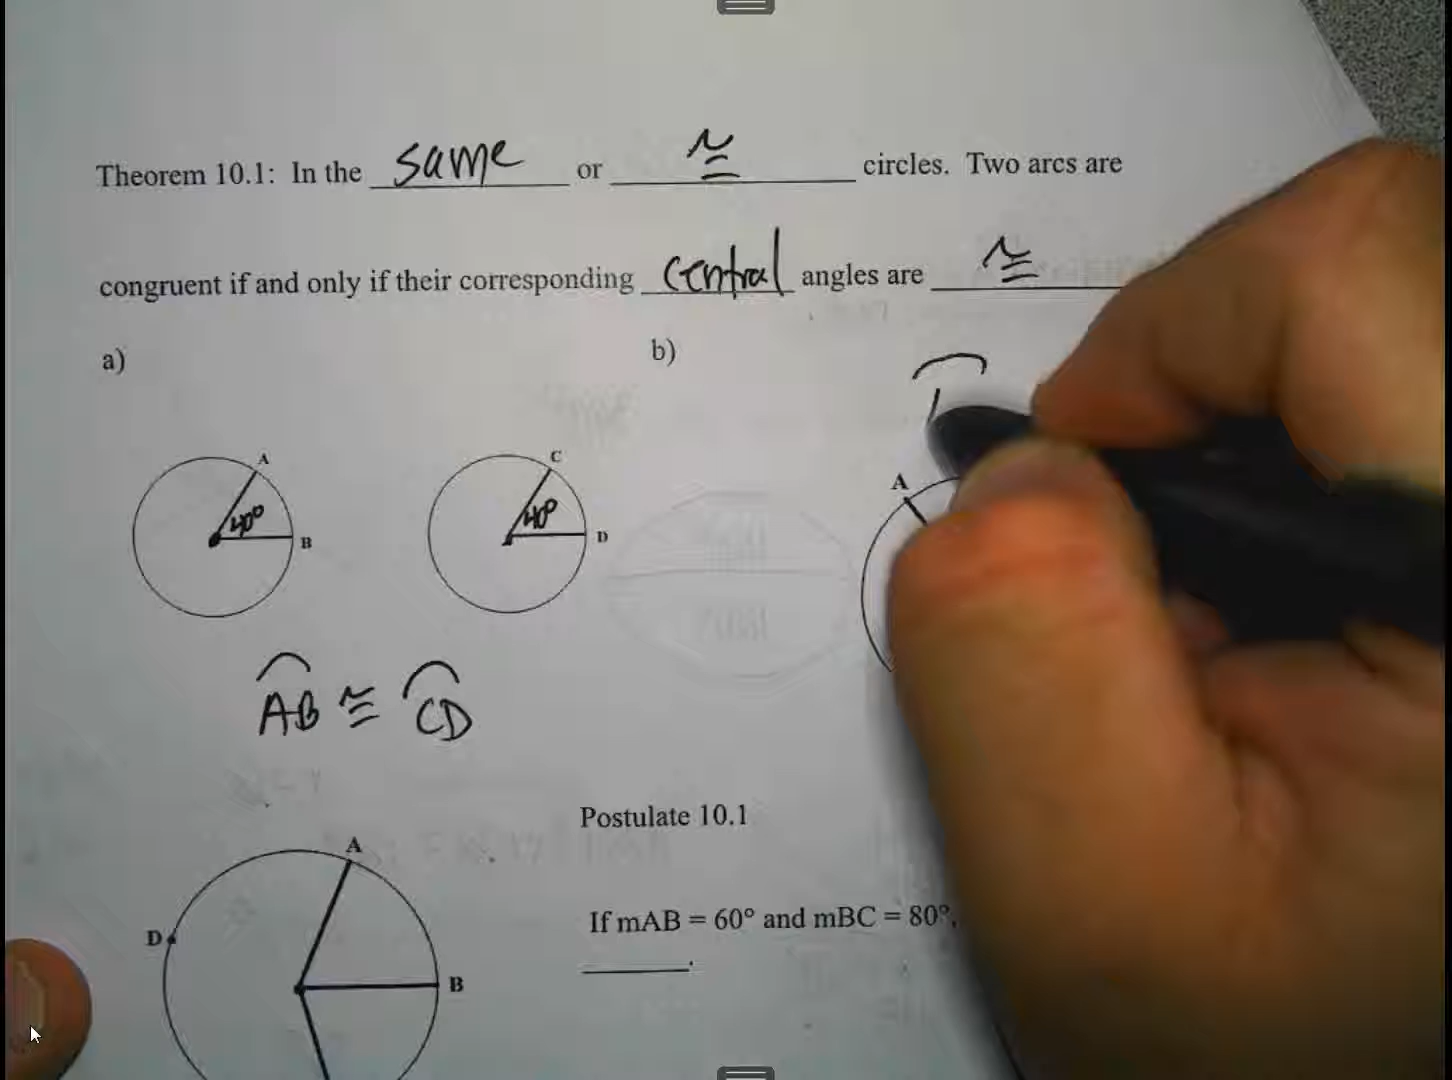 Theorem 10.1: In the same or ≅ circles. Two arcs are
congruent if and only if their corresponding central angles are ≅
a)
b)
A
40°
B
C
40°
D
A
AB ≅ CD
Postulate 10.1
A
D
B
If mAB = 60° and mBC = 80°,